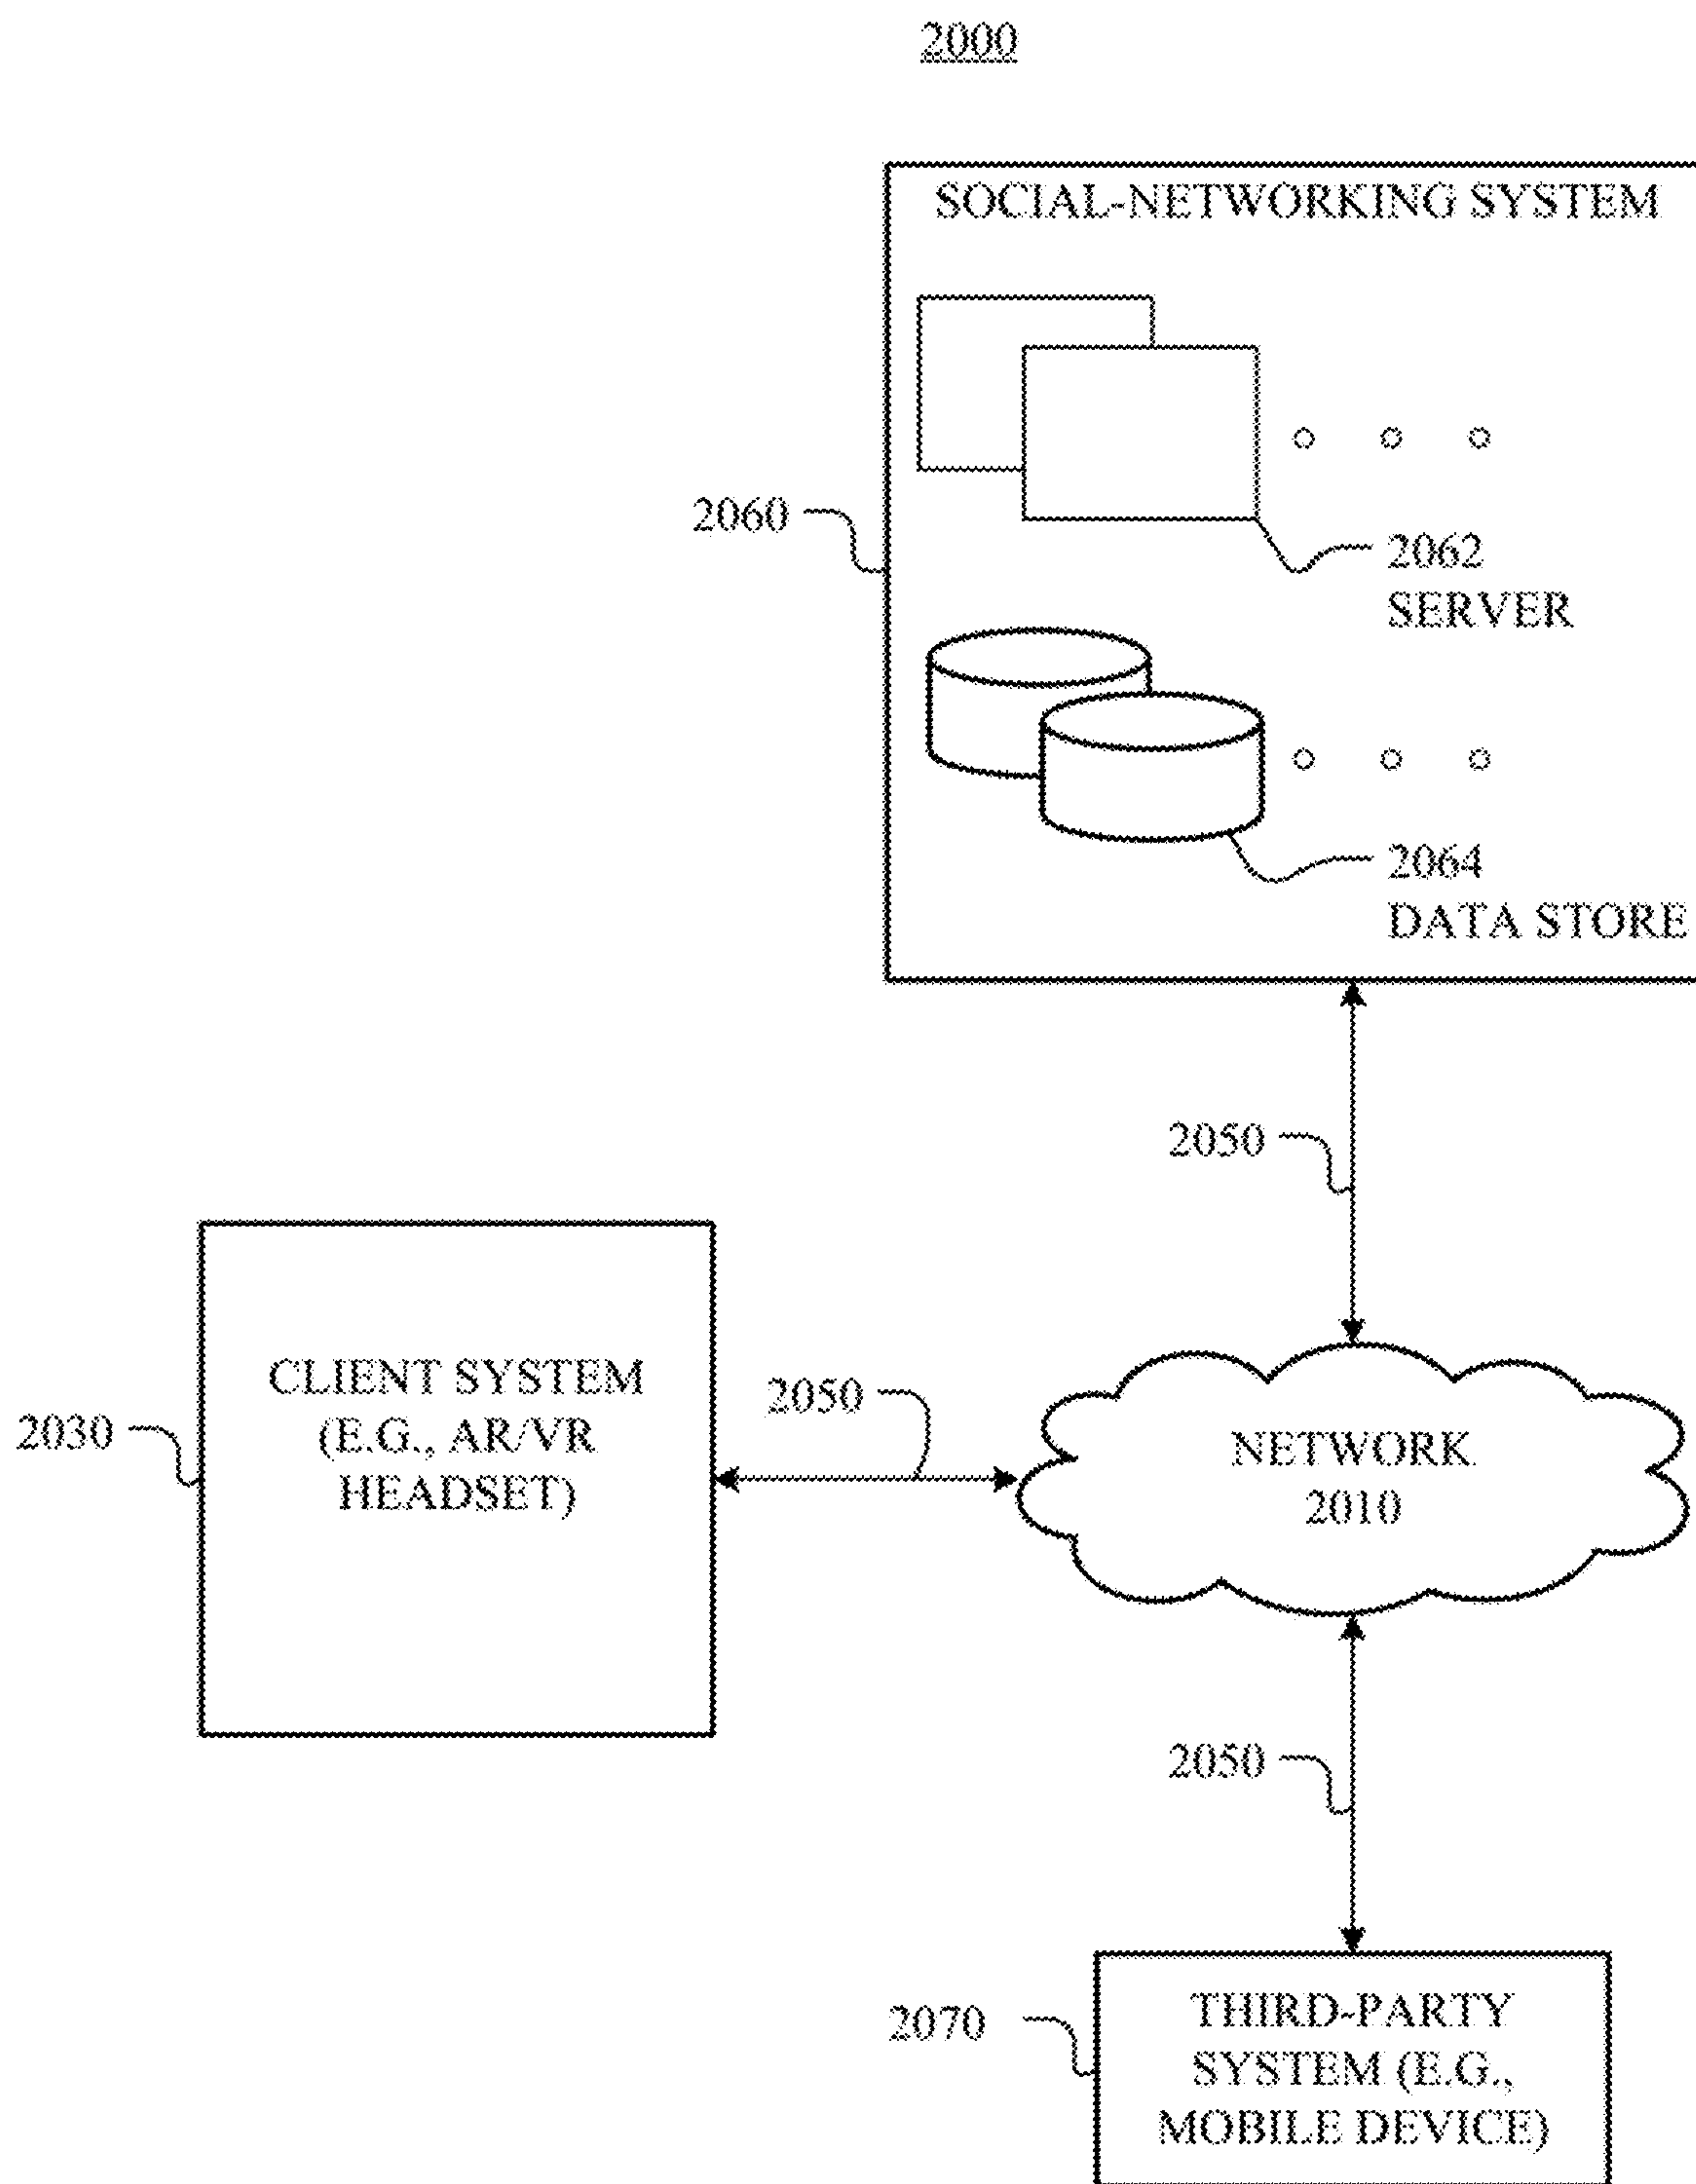 2000
SOCIAL-NETWORKING SYSTEM
2060
2062
SERVER
2064
DATA STORE
2050
CLIENT SYSTEM
(E.G., AR/VR
HEADSET)
2030
2050
NETWORK
2010
2050
2070
THIRD-PARTY
SYSTEM (E.G.,
MOBILE DEVICE)